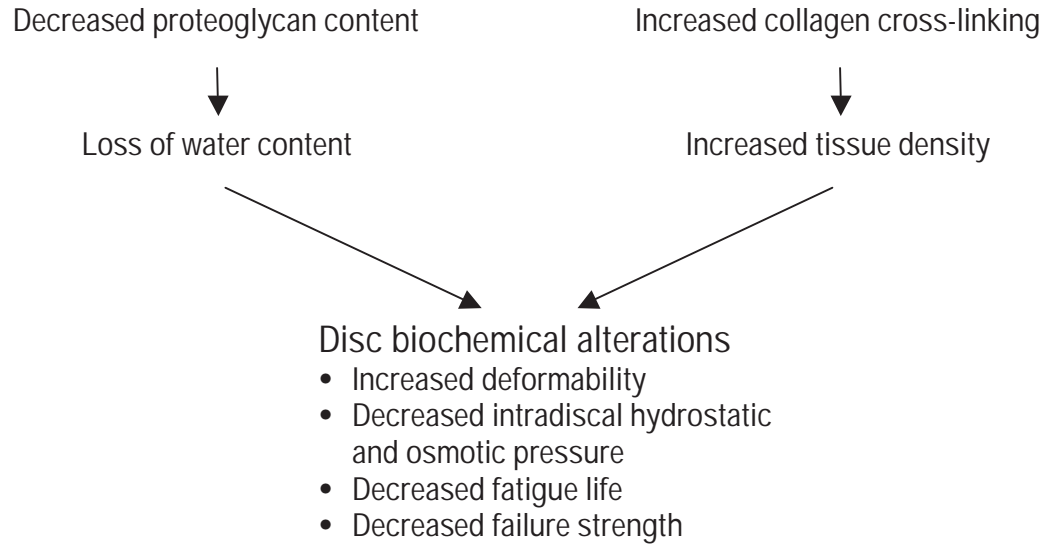 Decreased proteoglycan content
Increased collagen cross-linking
Loss of water content
Increased tissue density
Disc biochemical alterations
• Increased deformability
• Decreased intradiscal hydrostatic
and osmotic pressure
• Decreased fatigue life
• Decreased failure strength